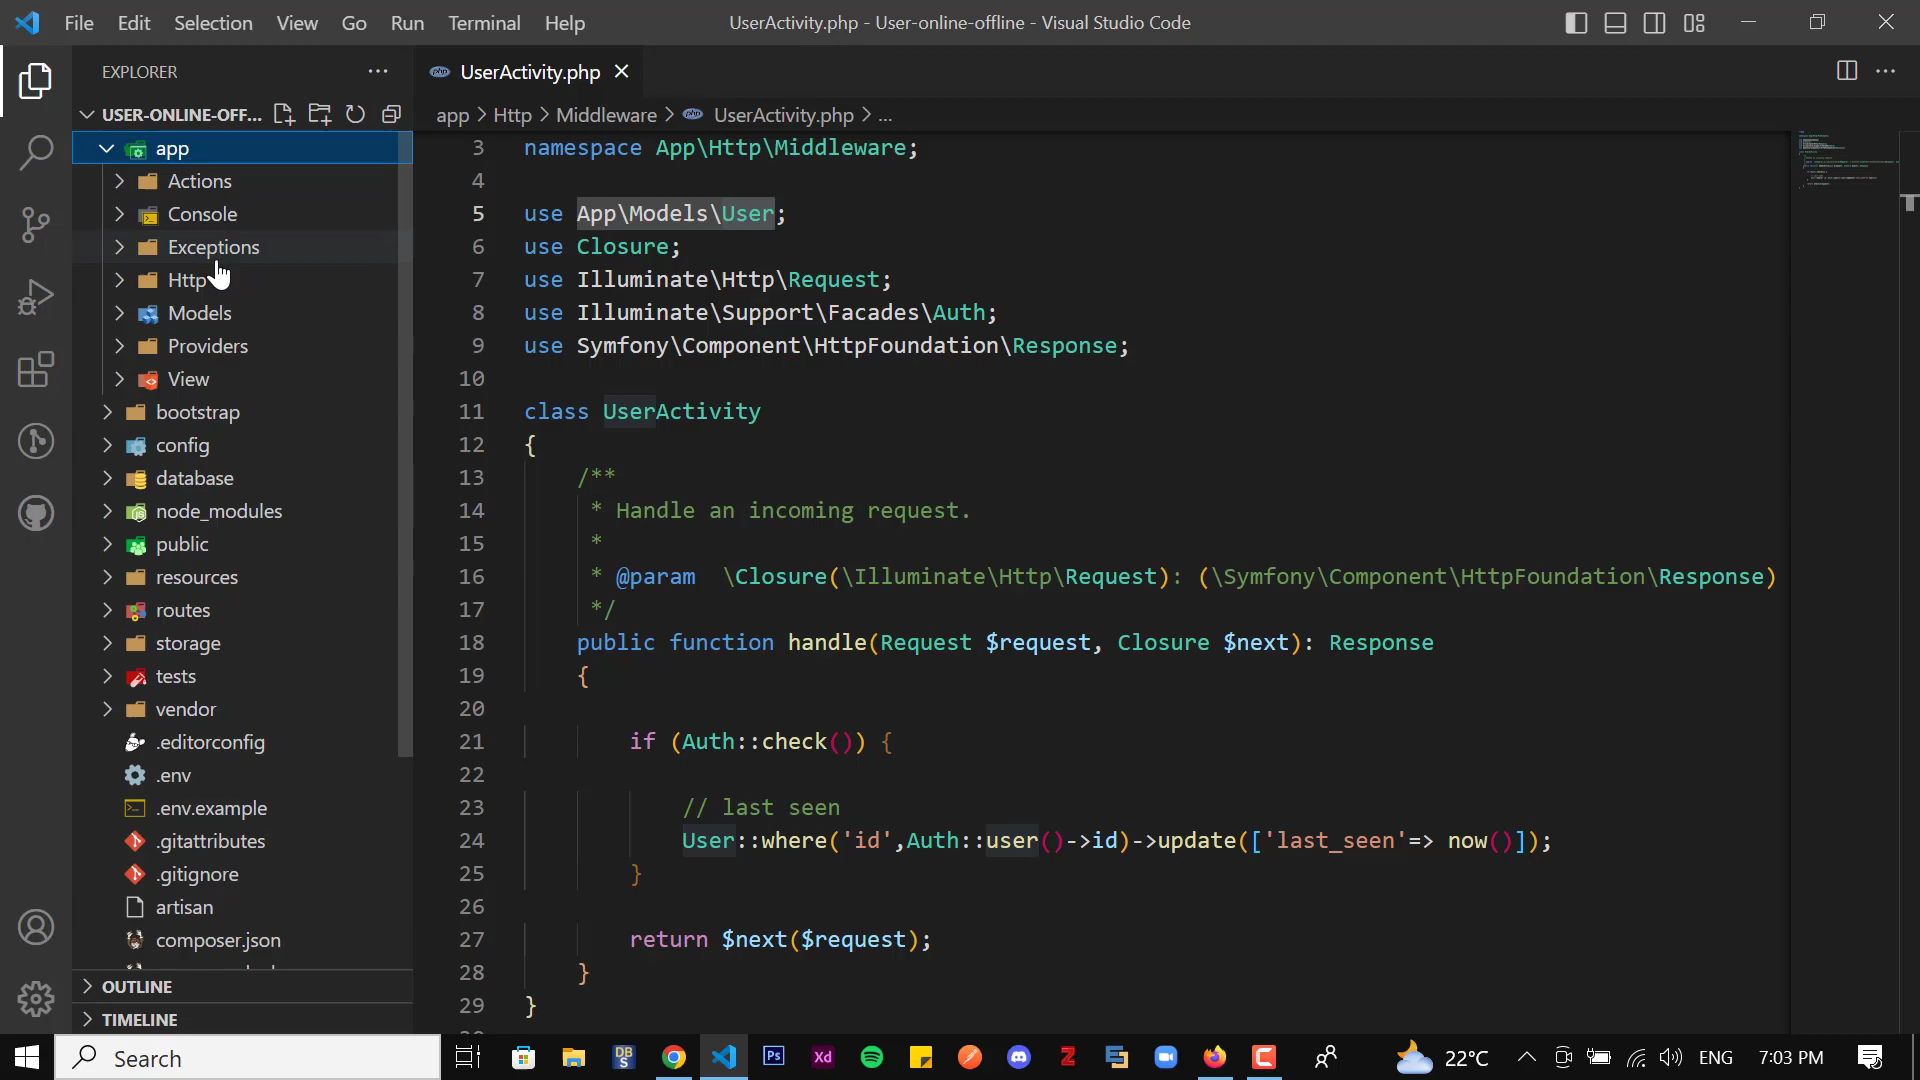 File Edit Selection View Go Run Terminal Help
UserActivity.php - User-online-offline - Visual Studio Code
EXPLORER
USER-ONLINE-OFF...
app
Actions
Console
Exceptions
Http
Models
Providers
View
bootstrap
config
database
node_modules
public
resources
routes
storage
tests
vendor
.editorconfig
.env
.env.example
.gitattributes
.gitignore
artisan
composer.json
OUTLINE
TIMELINE
UserActivity.php
app > Http > Middleware > UserActivity.php > ...
3 namespace App\Http\Middleware;
4
5 use App\Models\User;
6 use Closure;
7 use Illuminate\Http\Request;
8 use Illuminate\Support\Facades\Auth;
9 use Symfony\Component\HttpFoundation\Response;
10
11 class UserActivity
12 {
13 /**
14 * Handle an incoming request.
15 *
16 * @param \Closure(\Illuminate\Http\Request): (\Symfony\Component\HttpFoundation\Response)
17 */
18 public function handle(Request $request, Closure $next): Response
19 {
20
21 if (Auth::check()) {
22
23 // last seen
24 User::where('id',Auth::user()->id)->update(['last_seen'=> now()]);
25 }
26
27 return $next($request);
28 }
29 }
Search
DB
S
Ps
Xd
22°C
ENG
7:03 PM